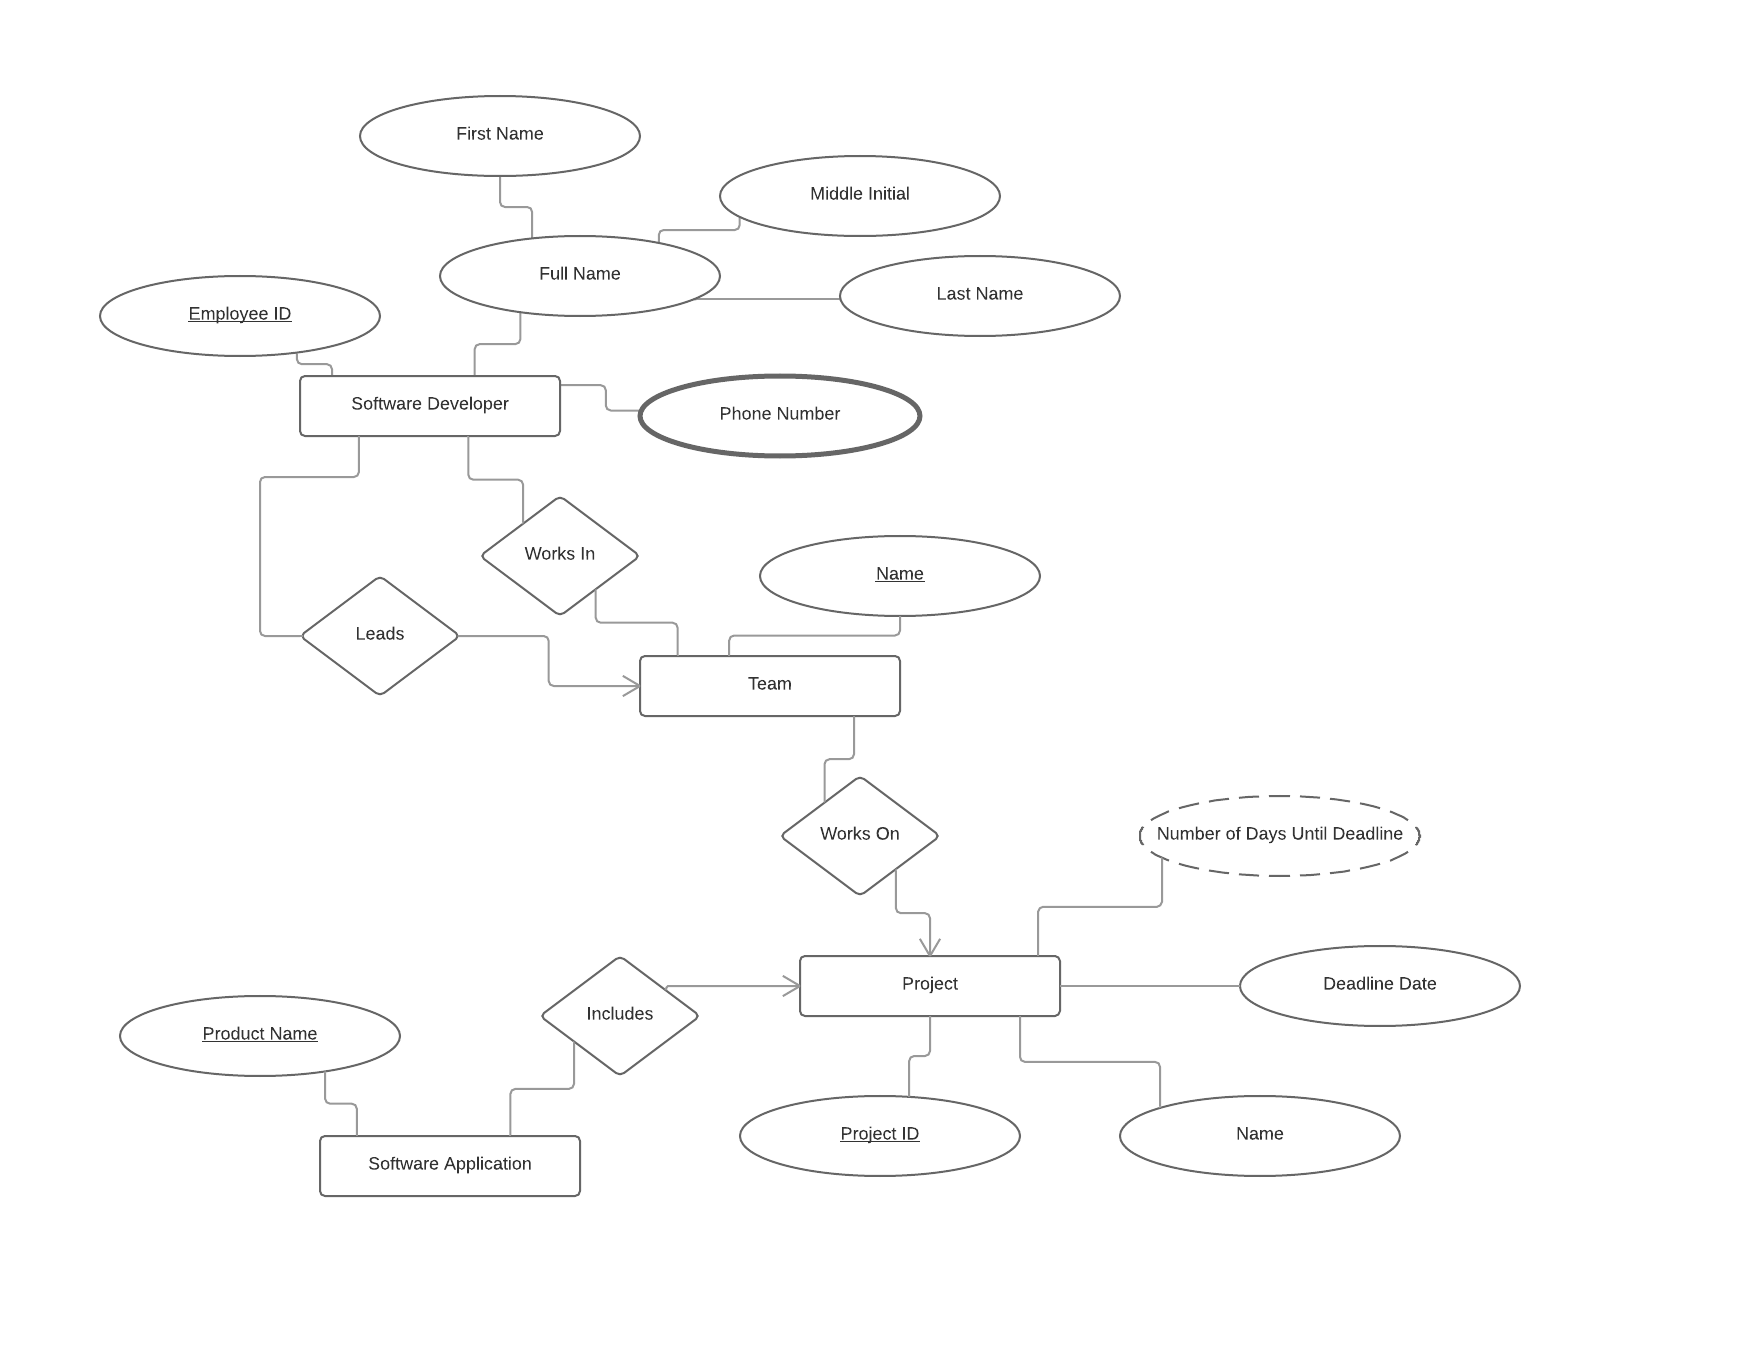 First Name
Middle Initial
Full Name
Last Name
Employee ID
Software Developer
Phone Number
Works In
Name
Leads
Team
Works On
Number of Days Until Deadline
Project
Deadline Date
Includes
Product Name
Project ID
Name
Software Application